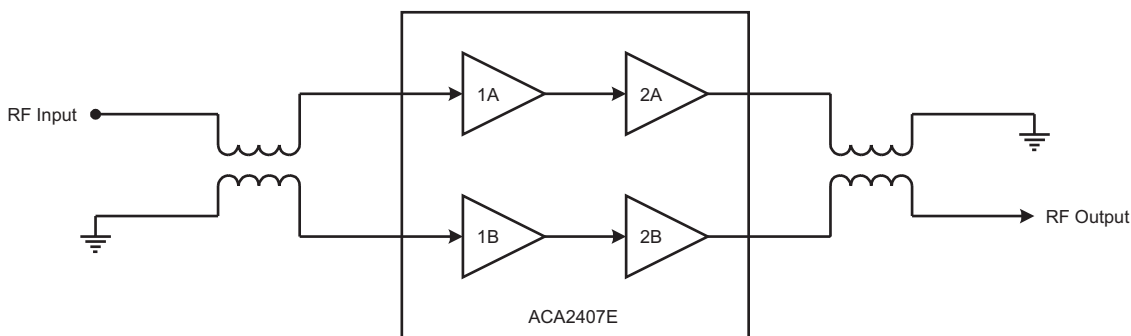 RF Input
1A
2A
1B
2B
RF Output
ACA2407E